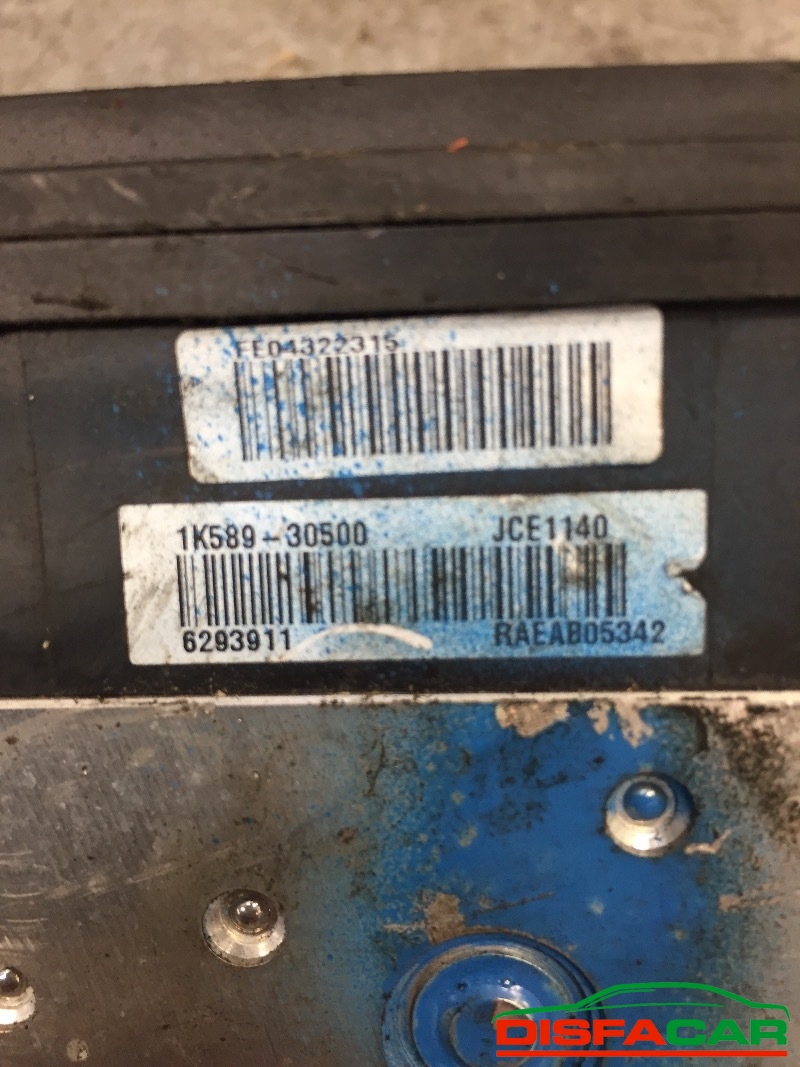 FE04322315
1K589-30500 JCE1140
6293911 RAEAB05342
DISFACAR